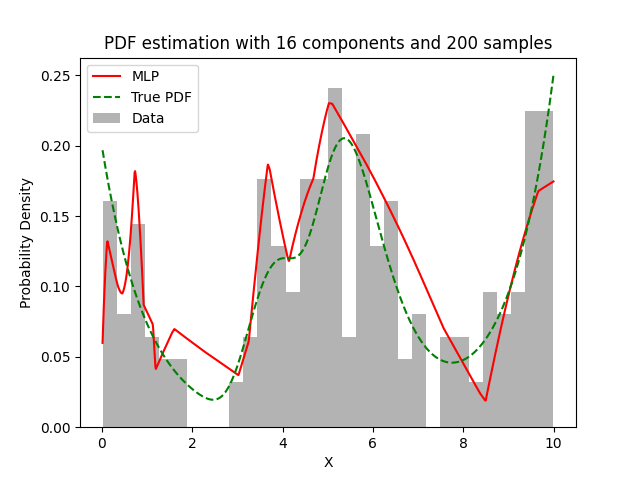 PDF estimation with 16 components and 200 samples
MLP
True PDF
Data
Probability Density
0.25
0.20
0.15
0.10
0.05
0.00
0 2 4 6 8 10
X